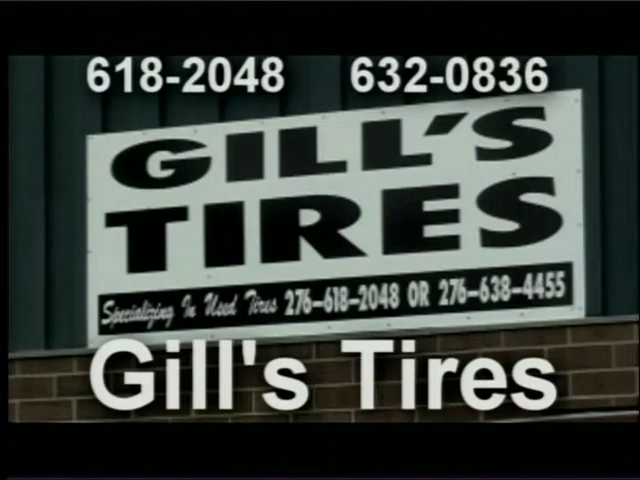 618-2048 632-0836
GILL'S
TIRES
Specializing In Used Tires 276-618-2048 OR 276-638-4455
Gill's Tires